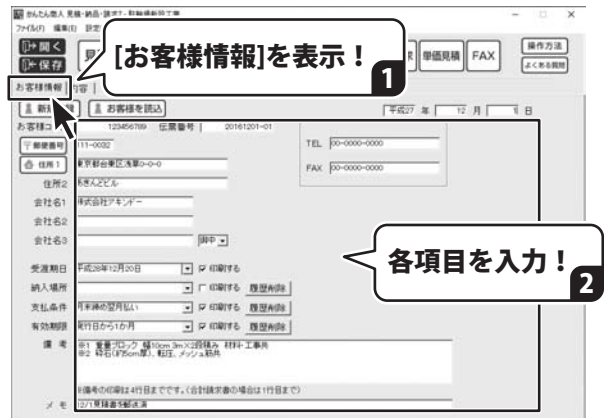 かんたん商人 見積・納品・請求7 - 駐輪場新設工事
ファイル(F) 編集(E) 設定
開く
保存
単価見積
FAX
操作方法
よくある質問
[お客様情報]を表示！
1
お客様情報
内容
お客様を読込
平成27 年 12 月 1 日
お客様コ
123456789 伝票番号 20161201-01
〒郵便番号
111-0032
TEL 00-0000-0000
住所1
東京都台東区浅草0-0-0
FAX 00-0000-0000
住所2
あきんどビル
会社名1 株式会社アキンドー
会社名2
会社名3
御中
各項目を入力！
2
受渡期日 平成28年12月20日 印刷する
納入場所 印刷する 履歴削除
支払条件 月末締め翌月払い 印刷する 履歴削除
有効期限 発行日から1か月 印刷する 履歴削除
備 考 ※1 重量ブロック 幅10cm 3m×2段積み 材料・工事共
※2 砕石(約5cm厚)、転圧、メッシュ筋共
※備考の印刷は4行目までです。(合計請求書の場合は1行目まで)
メ モ 12/1見積書を郵送済